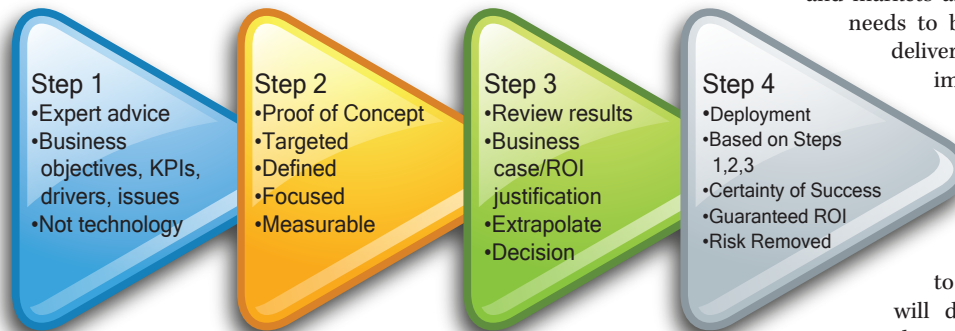 and markets a
needs to b
deliver
im
Step 1
•Expert advice
•Business
objectives, KPIs,
drivers, issues
•Not technology
Step 2
•Proof of Concept
•Targeted
•Defined
•Focused
•Measurable
Step 3
•Review results
•Business
case/ROI
justification
•Extrapolate
•Decision
Step 4
•Deployment
•Based on Steps
1,2,3
•Certainty of Success
•Guaranteed ROI
•Risk Removed
to
will d